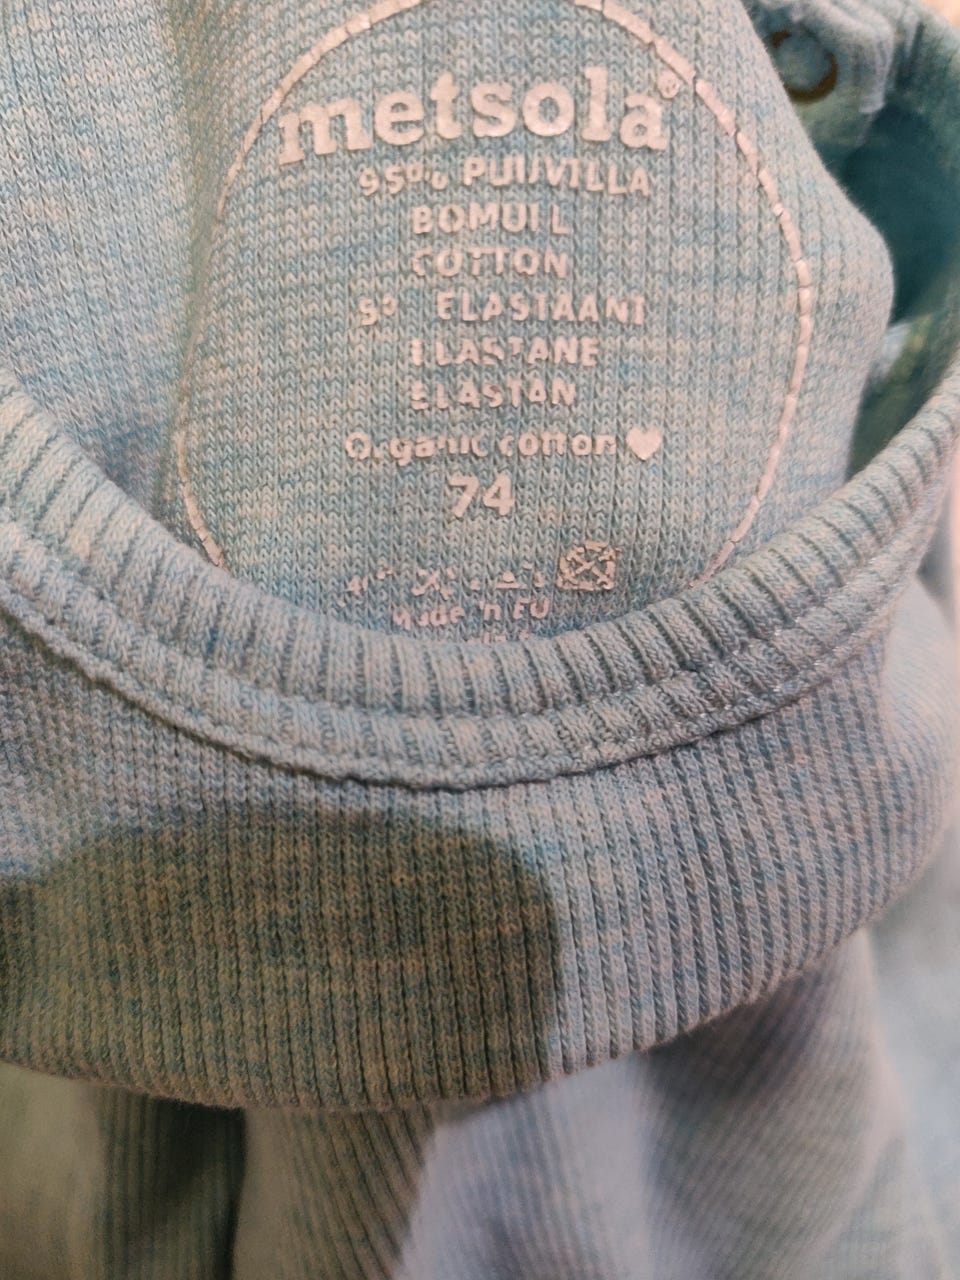 metsola®
95% PUUVILLA
BOMULL
COTTON
5% ELASTAANI
ELASTANE
ELASTAN
Organic cotton
74
Made in EU